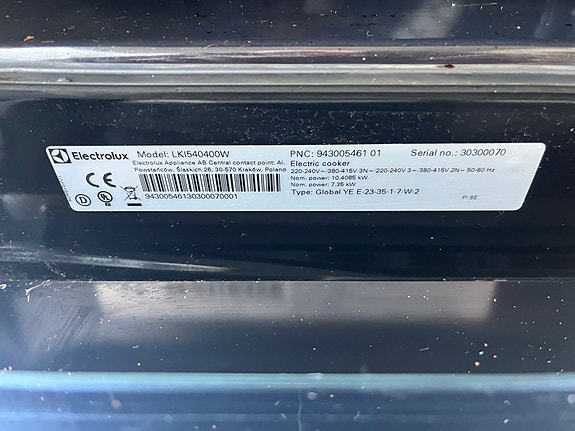 Electrolux Model: LKI540400W PNC: 943005461 01 Serial no.: 30300070
Electrolux Appliance AB Central contact point: Al.
Powstańców, Śląskich 26, 30-570 Kraków, Poland
Electric cooker
220-240V~/380-415V 3N~/220-240V 3~380-415V 2N~ 50-60 Hz
Nom. power: 10,4085 kW
Nom. power: 7,35 kW
Type: Global YE E-23-35-1-7-W-2
PI SE
CE
D
94300546130300070001